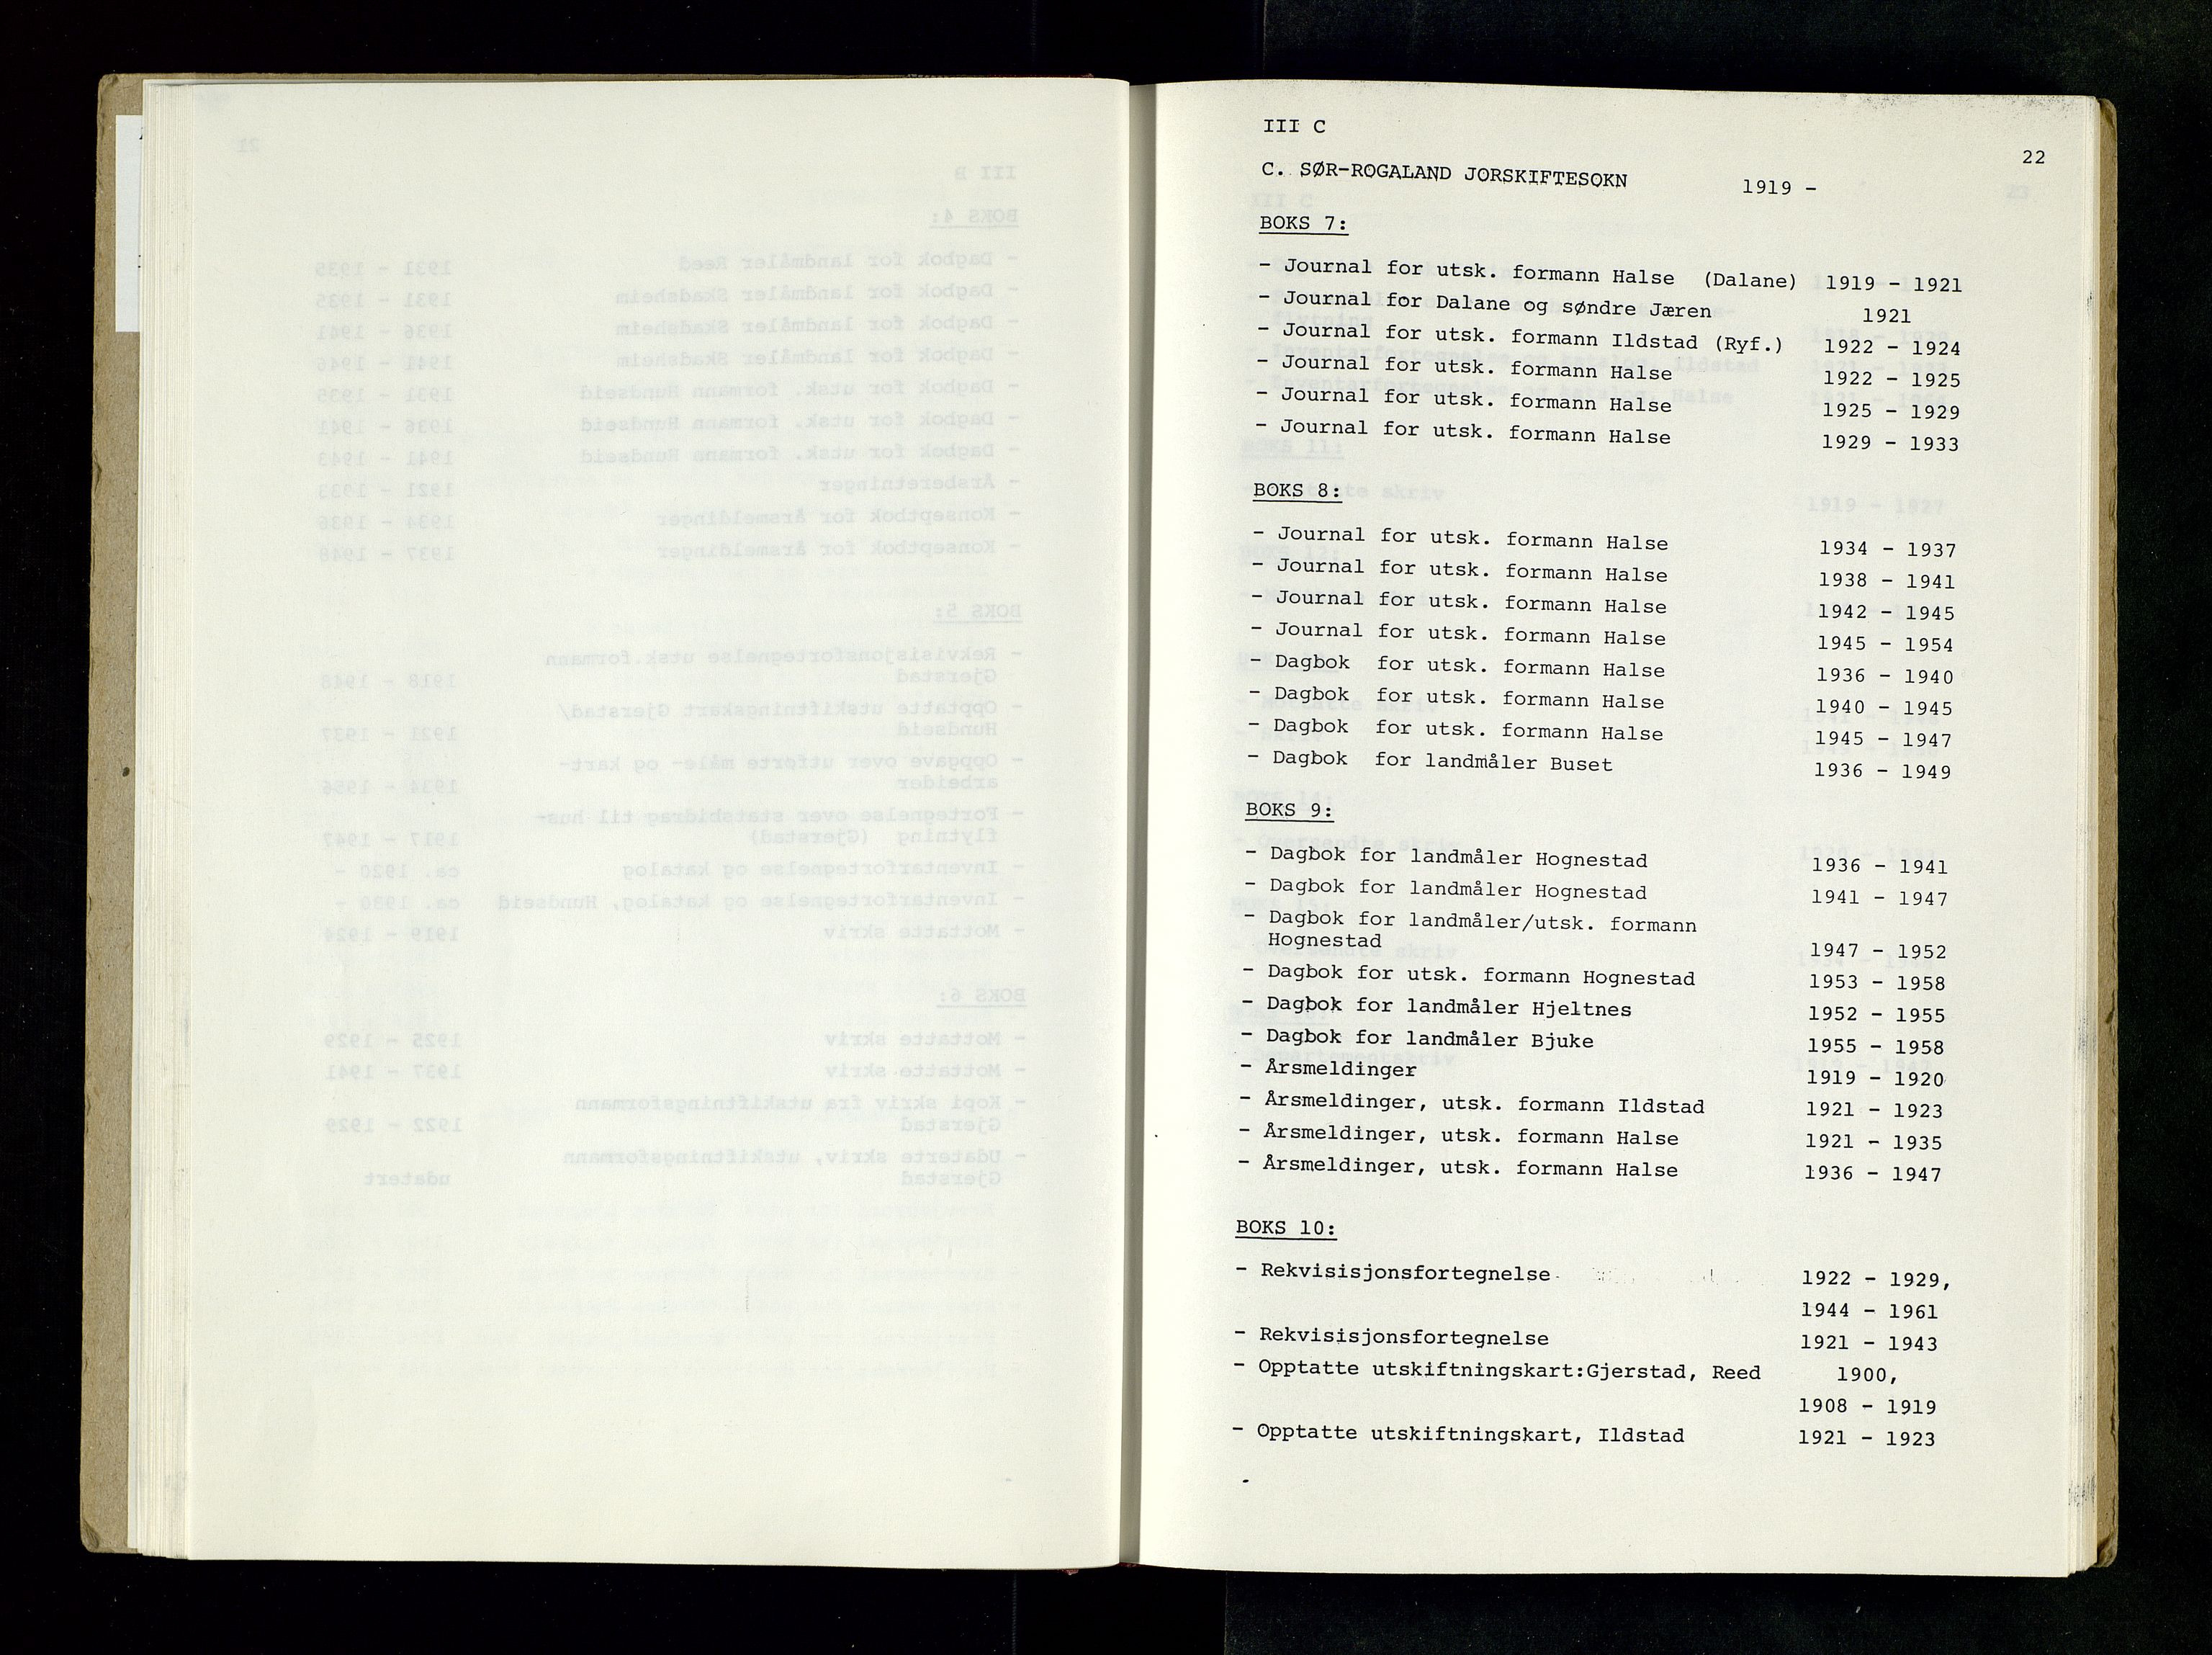 III C
22
C. SØR-ROGALAND JORSKIFTESOKN 1919 -
BOKS 7:
- Journal for utsk. formann Halse (Dalane) 1919 - 1921
- Journal for Dalane og søndre Jæren 1921
- Journal for utsk. formann Ildstad (Ryf.) 1922 - 1924
- Journal for utsk. formann Halse 1922 - 1925
- Journal for utsk. formann Halse 1925 - 1929
- Journal for utsk. formann Halse 1929 - 1933
BOKS 8:
- Journal for utsk. formann Halse 1934 - 1937
- Journal for utsk. formann Halse 1938 - 1941
- Journal for utsk. formann Halse 1942 - 1945
- Journal for utsk. formann Halse 1945 - 1954
- Dagbok for utsk. formann Halse 1936 - 1940
- Dagbok for utsk. formann Halse 1940 - 1945
- Dagbok for utsk. formann Halse 1945 - 1947
- Dagbok for landmåler Buset 1936 - 1949
BOKS 9:
- Dagbok for landmåler Hognestad 1936 - 1941
- Dagbok for landmåler Hognestad 1941 - 1947
- Dagbok for landmåler/utsk. formann
Hognestad 1947 - 1952
- Dagbok for utsk. formann Hognestad 1953 - 1958
- Dagbok for landmåler Hjeltnes 1952 - 1955
- Dagbok for landmåler Bjuke 1955 - 1958
- Årsmeldinger 1919 - 1920
- Årsmeldinger, utsk. formann Ildstad 1921 - 1923
- Årsmeldinger, utsk. formann Halse 1921 - 1935
- Årsmeldinger, utsk. formann Halse 1936 - 1947
BOKS 10:
- Rekvisisjonsfortegnelse 1922 - 1929,
1944 - 1961
- Rekvisisjonsfortegnelse 1921 - 1943
- Opptatte utskiftningskart:Gjerstad, Reed 1900,
1908 - 1919
- Opptatte utskiftningskart, Ildstad 1921 - 1923